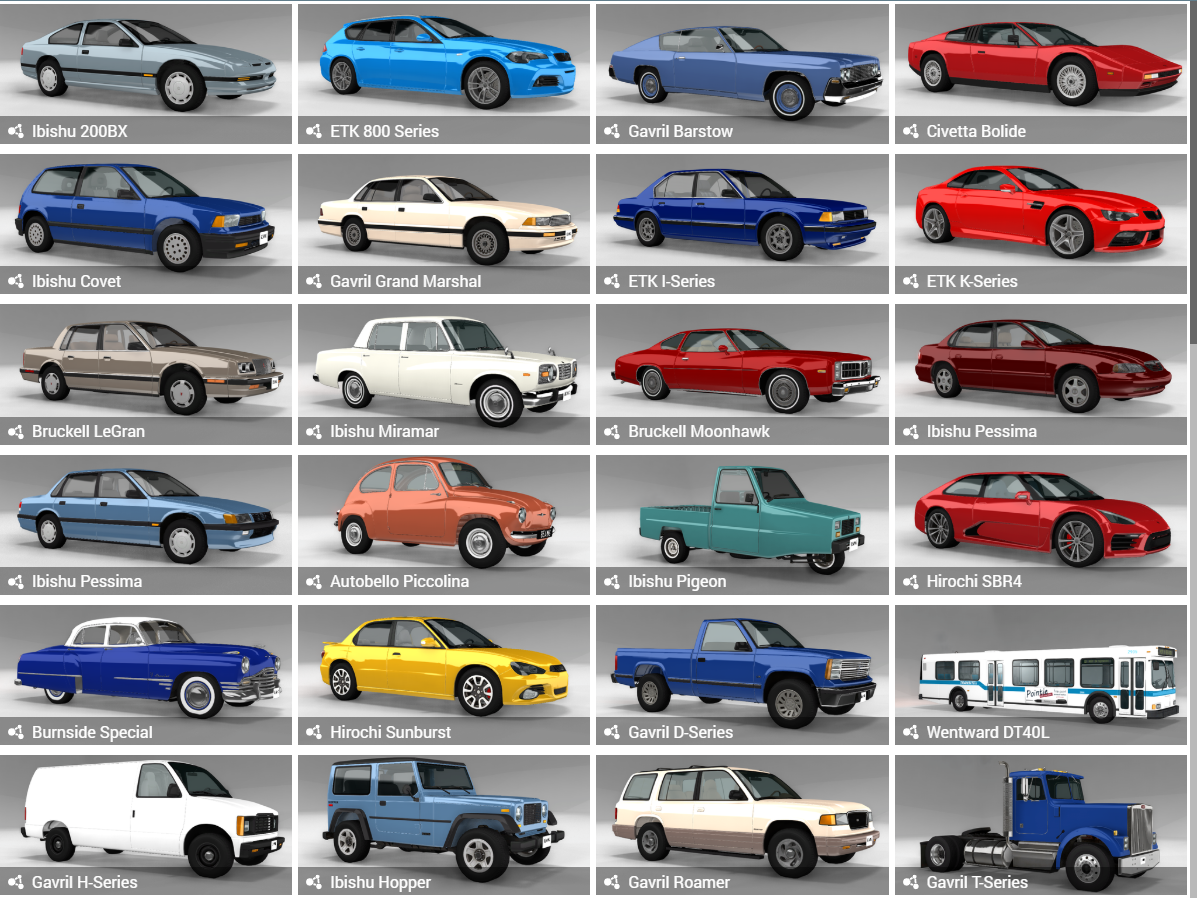 Ibishu 200BX
ETK 800 Series
Gavril Barstow
Civetta Bolide
Ibishu Covet
Gavril Grand Marshal
ETK I-Series
ETK K-Series
Bruckell LeGran
Ibishu Miramar
Bruckell Moonhawk
Ibishu Pessima
Ibishu Pessima
Autobello Piccolina
Ibishu Pigeon
Hirochi SBR4
Burnside Special
Hirochi Sunburst
Gavril D-Series
Pointie
Wentward DT40L
Gavril H-Series
Ibishu Hopper
Gavril Roamer
Gavril T-Series